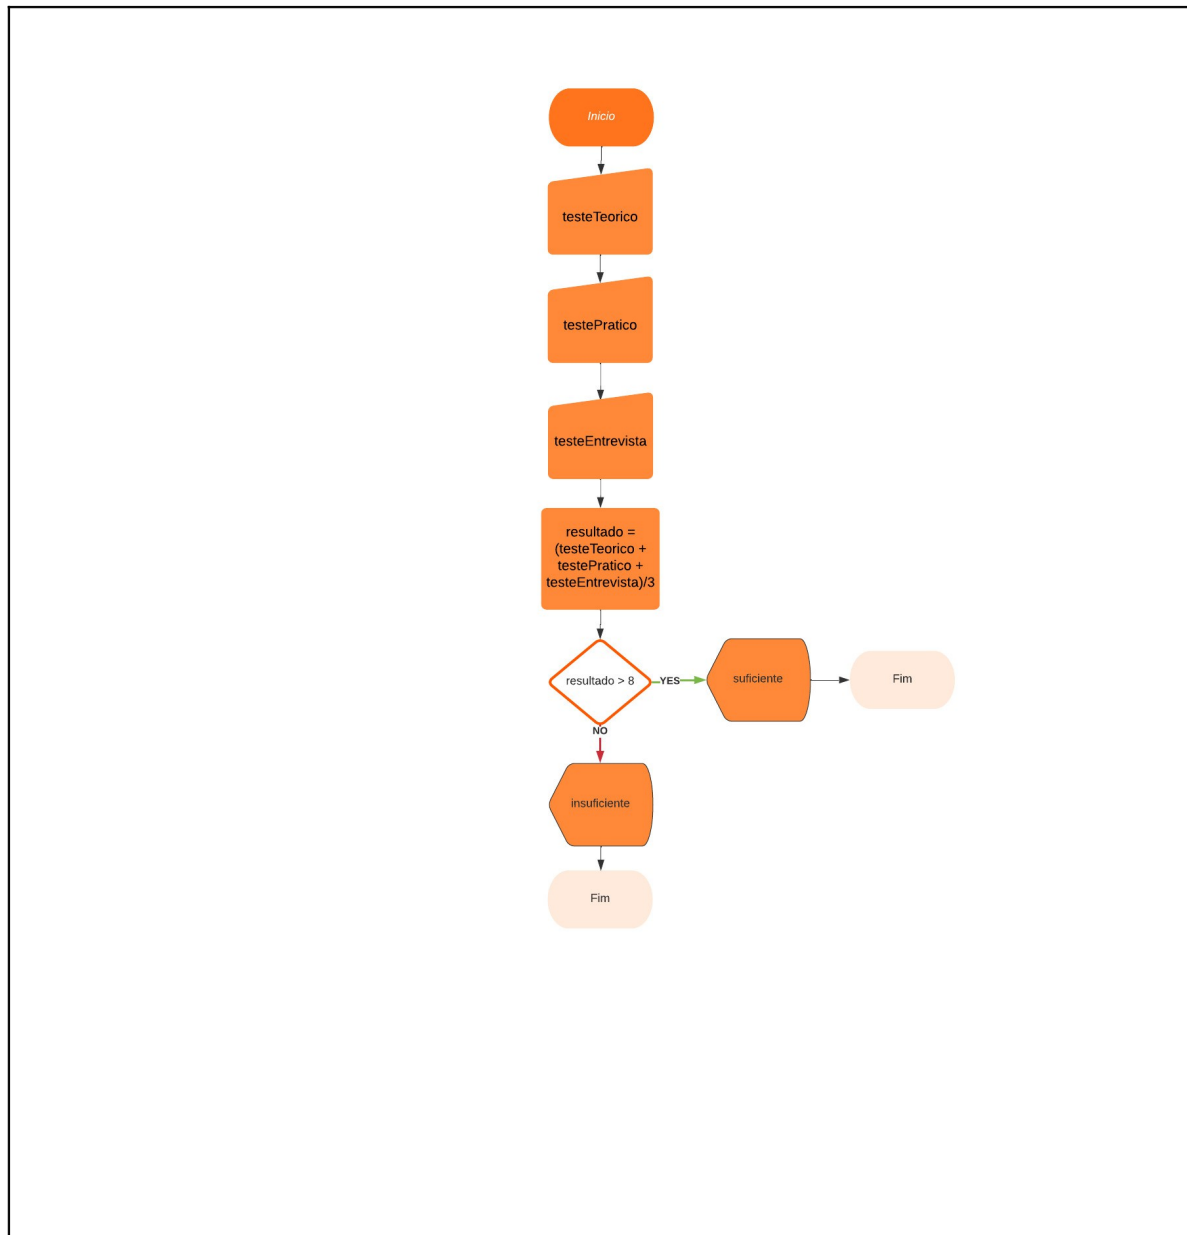 Inicio
testeTeorico
testePratico
testeEntrevista
resultado =
(testeTeorico +
testePratico +
testeEntrevista)/3
resultado > 8
YES
suficiente
Fim
NO
insuficiente
Fim